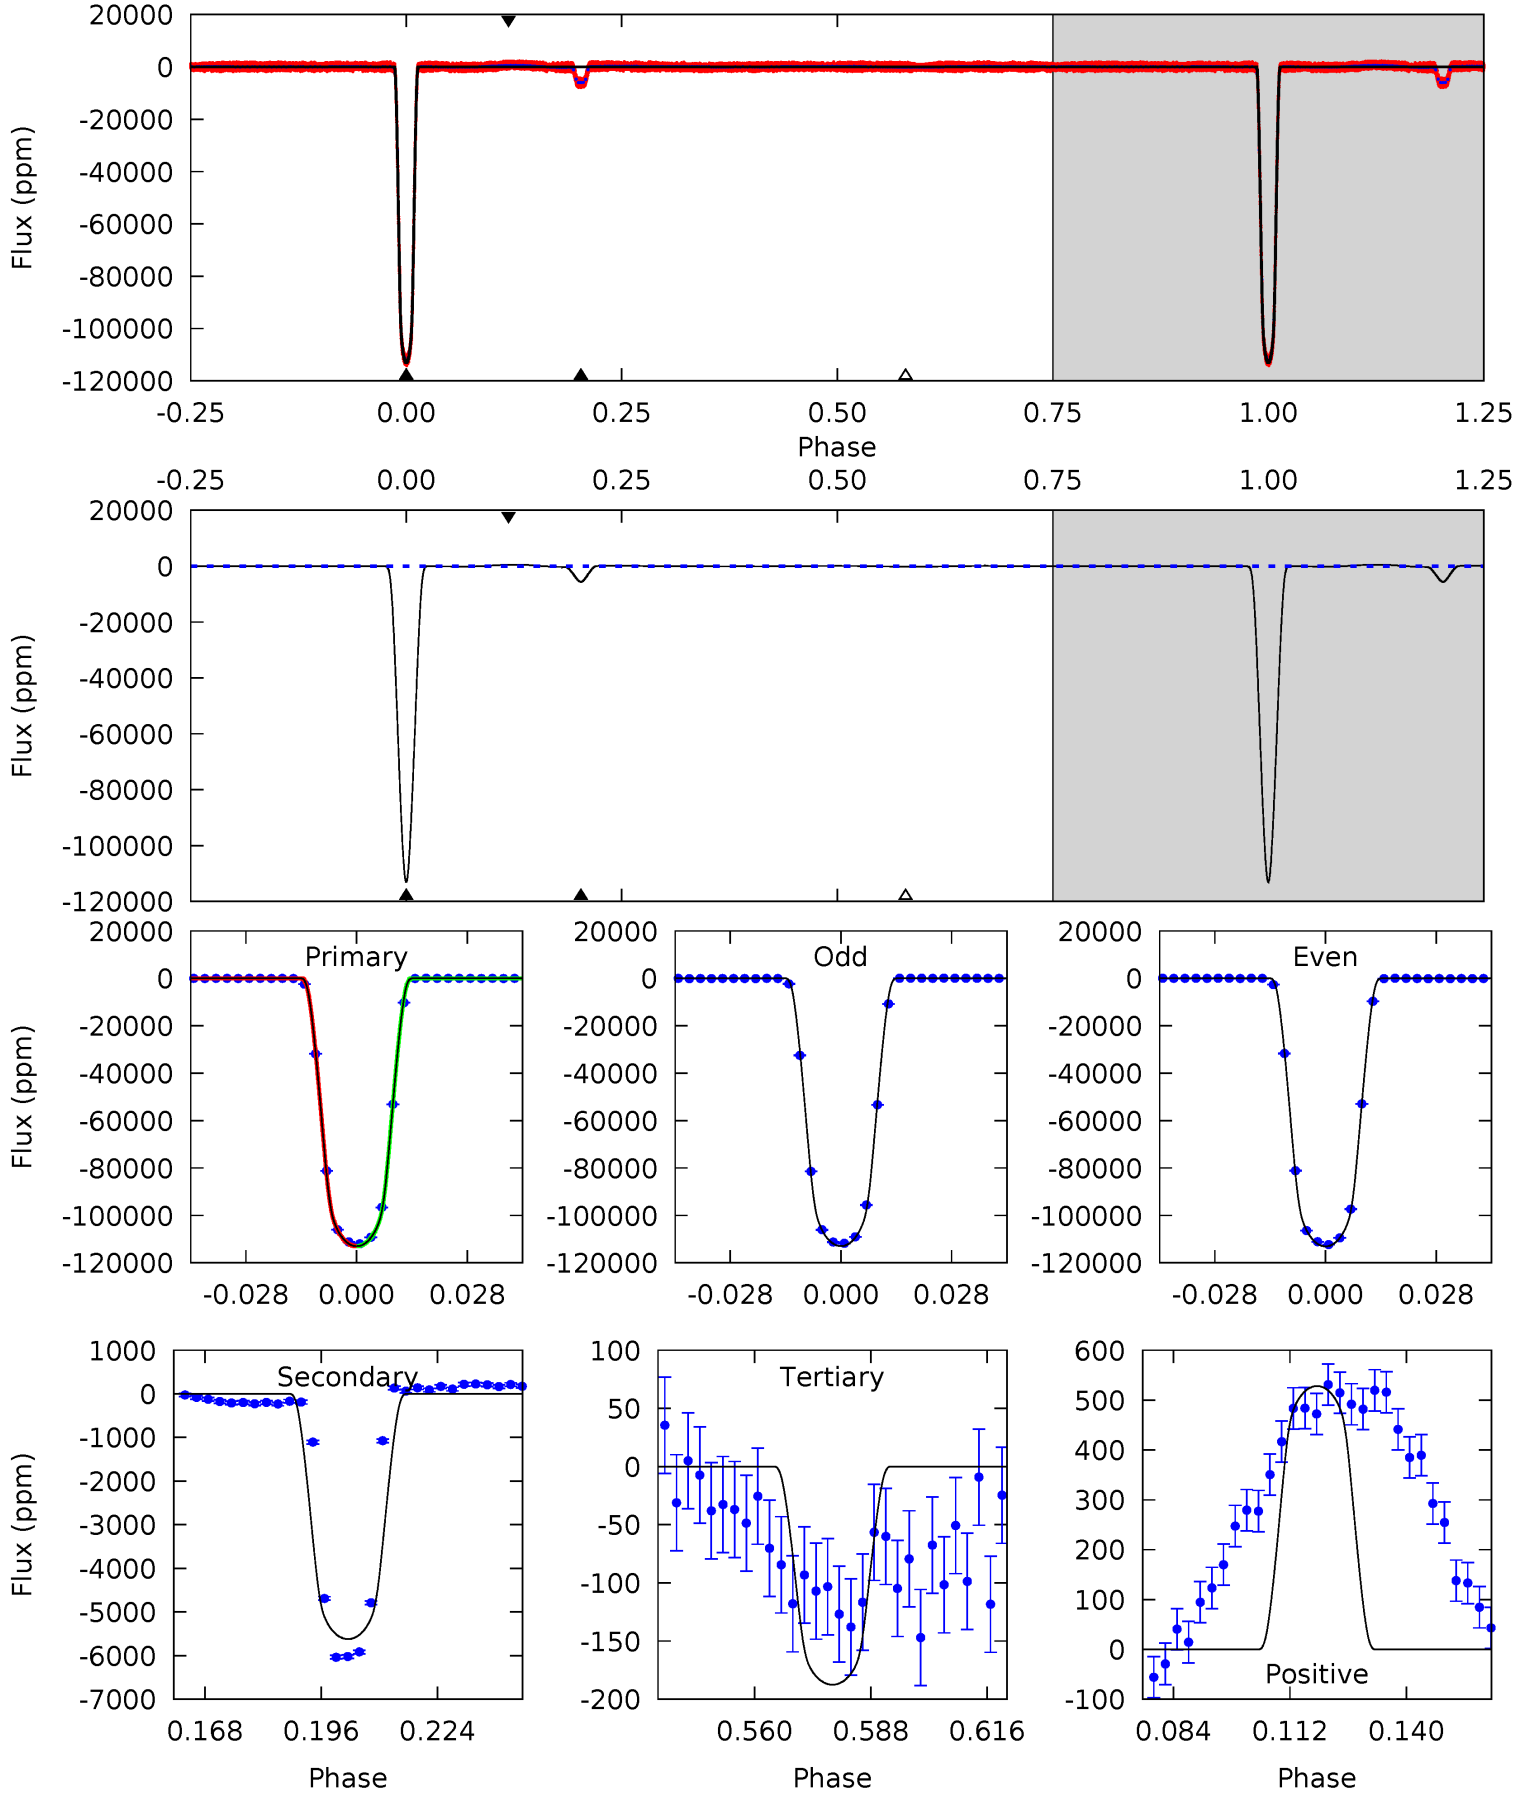 20000
0
-20000
-40000
-60000
-80000
-100000
-120000
Flux (ppm)
-0.25 0.00 0.25 0.50 0.75 1.00 1.25
Phase
-0.25 0.00 0.25 0.50 0.75 1.00 1.25
20000
0
-20000
-40000
-60000
-80000
-100000
-120000
Flux (ppm)
Primary
20000
0
-20000
-40000
-60000
-80000
-100000
-120000
Flux (ppm)
-0.028 0.000 0.028
Odd
20000
0
-20000
-40000
-60000
-80000
-100000
-120000
-0.028 0.000 0.028
Even
20000
0
-20000
-40000
-60000
-80000
-100000
-120000
-0.028 0.000 0.028
Secondary
1000
0
-1000
-2000
-3000
-4000
-5000
-6000
-7000
Flux (ppm)
0.168 0.196 0.224
Phase
Tertiary
100
50
0
-50
-100
-150
-200
0.560 0.588 0.616
Phase
600
500
400
300
200
100
0
-100
Positive
0.084 0.112 0.140
Phase